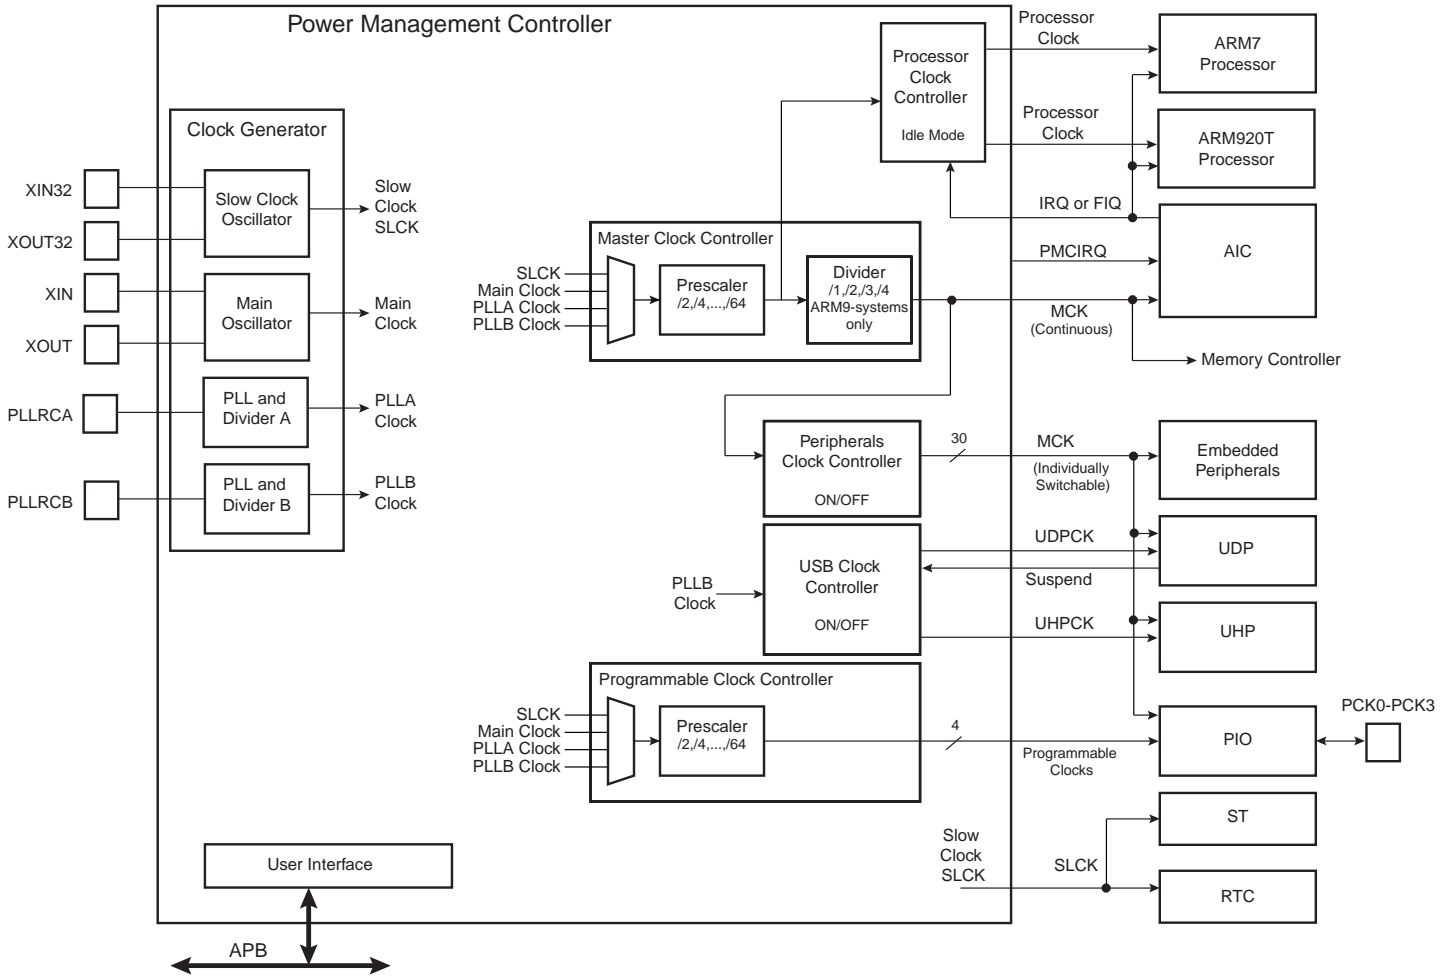 Power Management Controller
Processor
Clock
ARM7
Processor
Processor
Clock
Controller
Idle Mode
Processor
Clock
ARM920T
Processor
Clock Generator
XIN32
XOUT32
Slow Clock
Oscillator
Slow
Clock
SLCK
XIN
XOUT
Main
Oscillator
Main
Clock
PLLRCA
PLL and
Divider A
PLLA
Clock
PLLRCB
PLL and
Divider B
PLLB
Clock
Master Clock Controller
SLCK
Main Clock
PLLA Clock
PLLB Clock
Prescaler
/2,/4,...,/64
Divider
/1,/2,/3,/4
ARM9-systems
only
IRQ or FIQ
PMCIRQ
AIC
MCK
(Continuous)
Memory Controller
Peripherals
Clock Controller
ON/OFF
30
MCK
(Individually
Switchable)
Embedded
Peripherals
PLLB
Clock
USB Clock
Controller
ON/OFF
UDPCK
Suspend
UDP
UHPCK
UHP
Programmable Clock Controller
SLCK
Main Clock
PLLA Clock
PLLB Clock
Prescaler
/2,/4,...,/64
4
Programmable
Clocks
PIO
PCK0-PCK3
Slow
Clock
SLCK
SLCK
ST
RTC
User Interface
APB